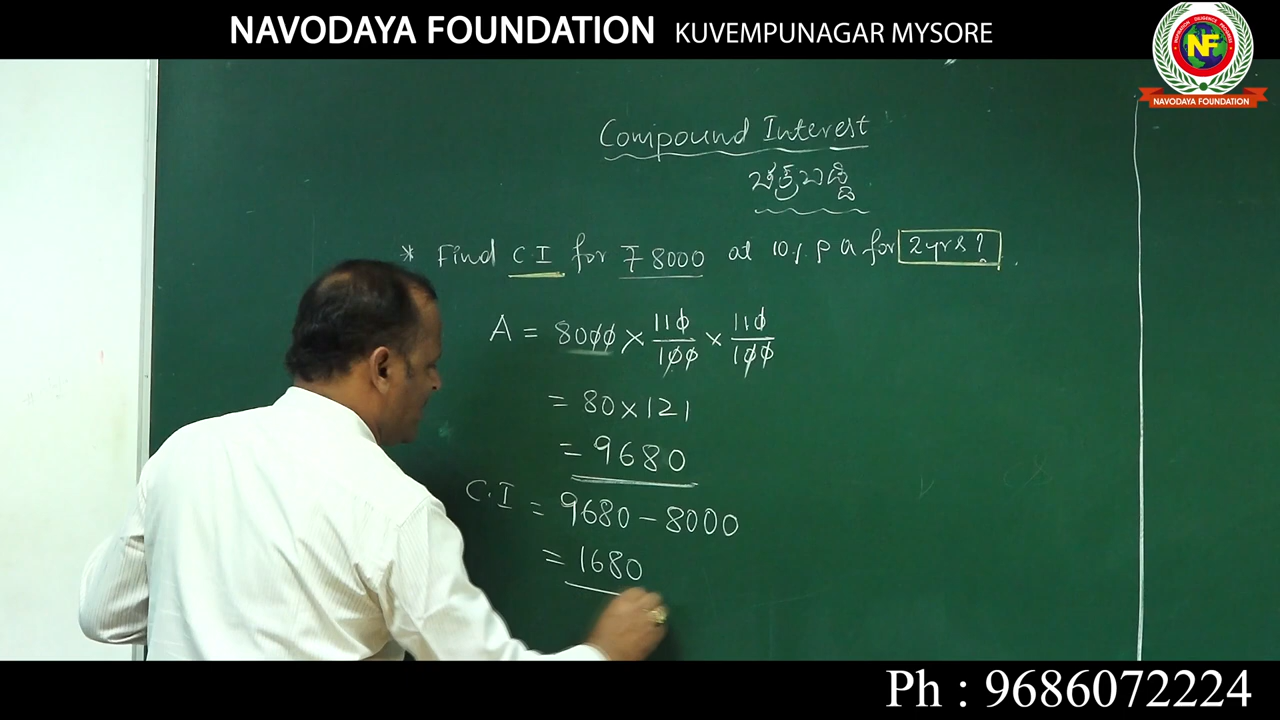 NAVODAYA FOUNDATION KUVEMPUNAGAR MYSORE
NF
NAVODAYA FOUNDATION
Compound Interest
ಚಕ್ರಬಡ್ಡಿ
* Find C.I for ₹ 8000 at 10% P a for 2yrs?
A = 8000 × 110/100 × 110/100
= 80×121
= 9680
C.I = 9680 - 8000
= 1680
Ph : 9686072224